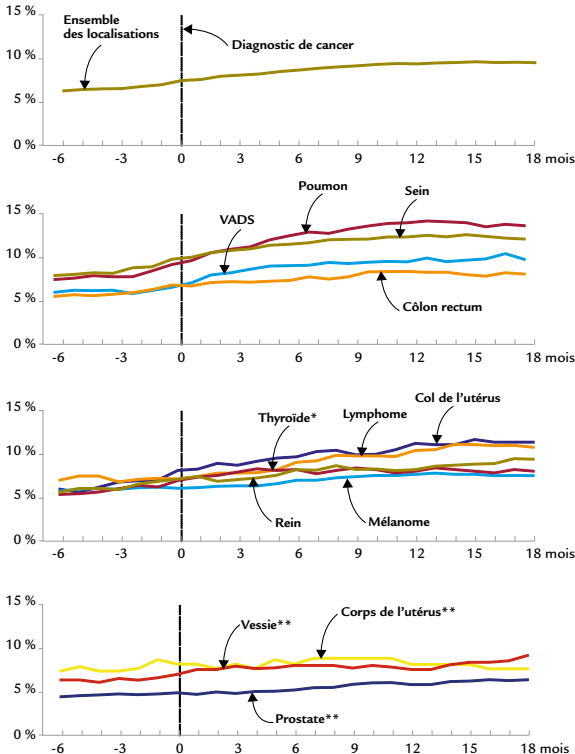 15 %
Ensemble
des localisations
Diagnostic de cancer
10 %
5 %
0 %
-6 -3 0 3 6 9 12 15 18 mois
Poumon
Sein
15 %
VADS
10 %
5 %
Côlon rectum
0 %
-6 -3 0 3 6 9 12 15 18 mois
Col de l'utérus
15 %
Thyroïde*
Lymphome
10 %
5 %
Rein
Mélanome
0 %
-6 -3 0 3 6 9 12 15 18 mois
15 %
Vessie**
Corps de l'utérus**
10 %
5 %
Prostate**
0 %
-6 -3 0 3 6 9 12 15 18 mois